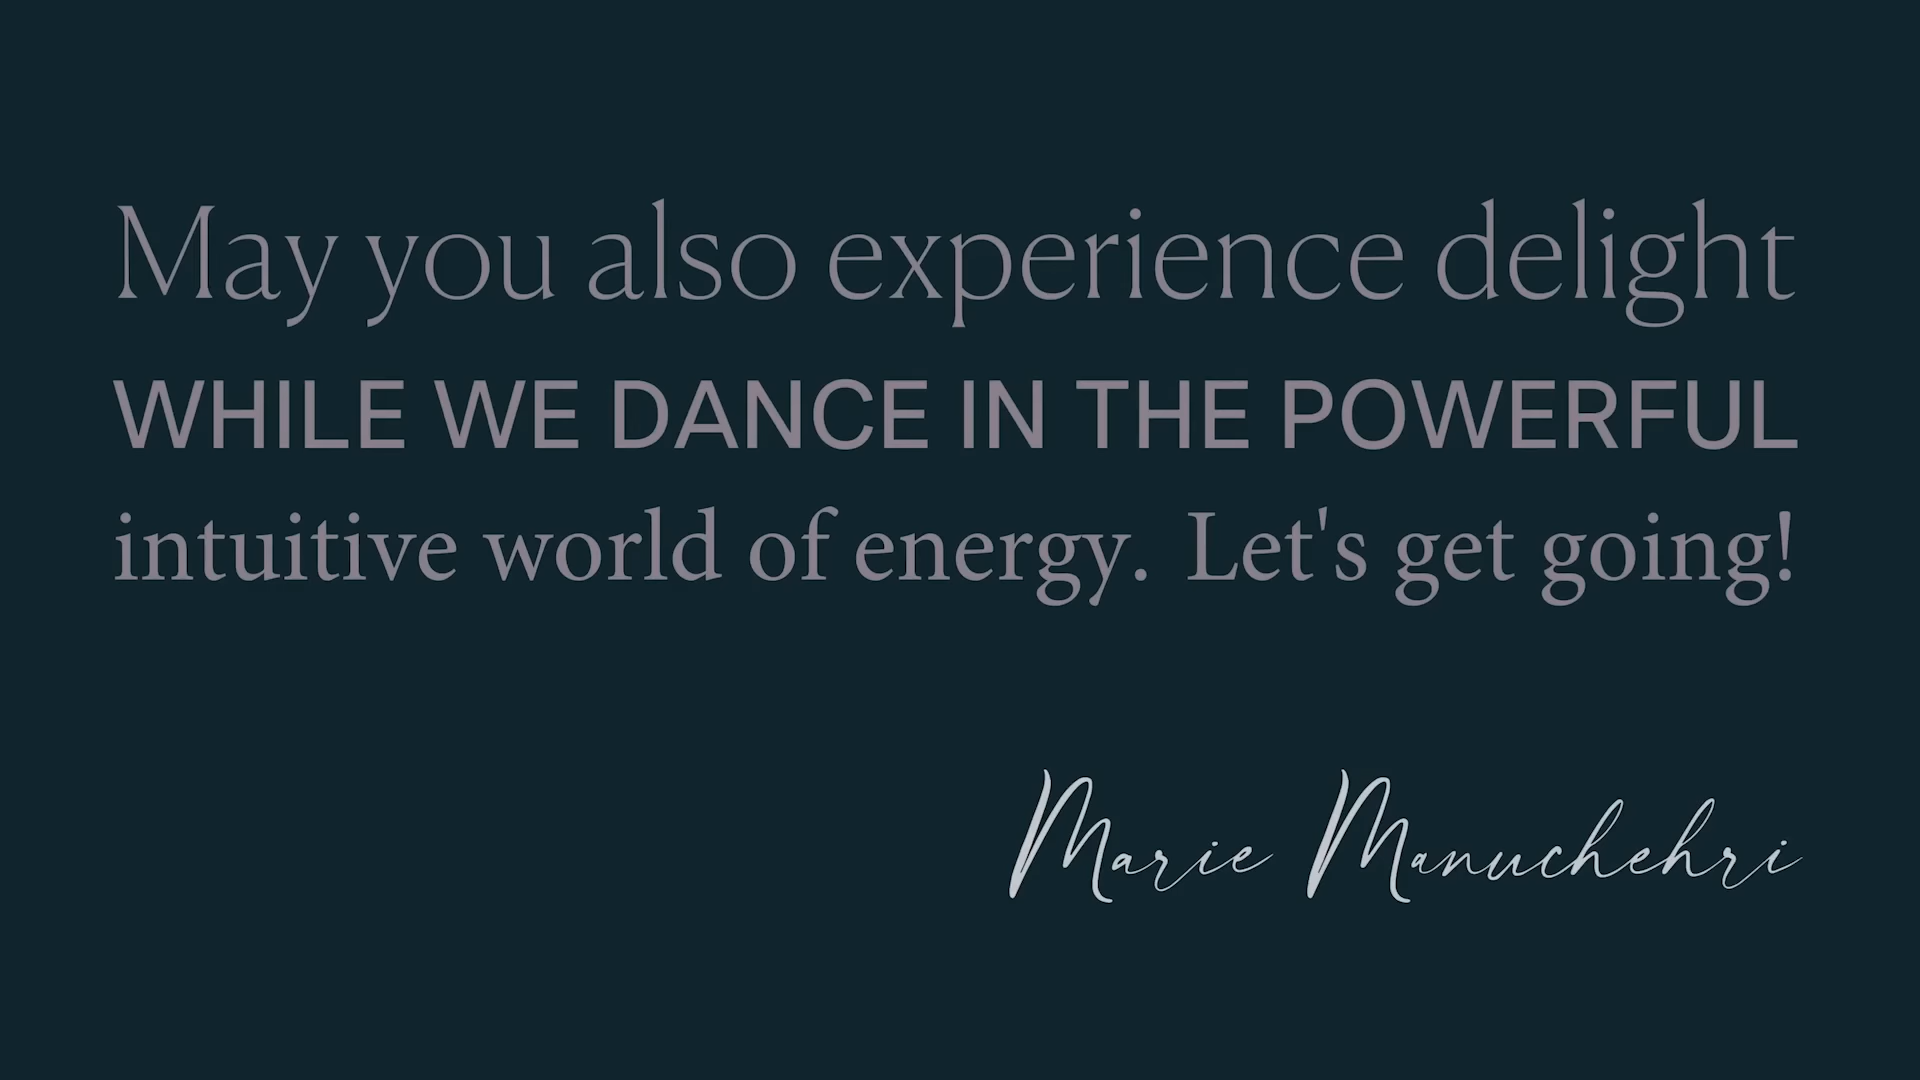 May you also experience delight
WHILE WE DANCE IN THE POWERFUL
intuitive world of energy. Let's get going!
Marie Manuchehri